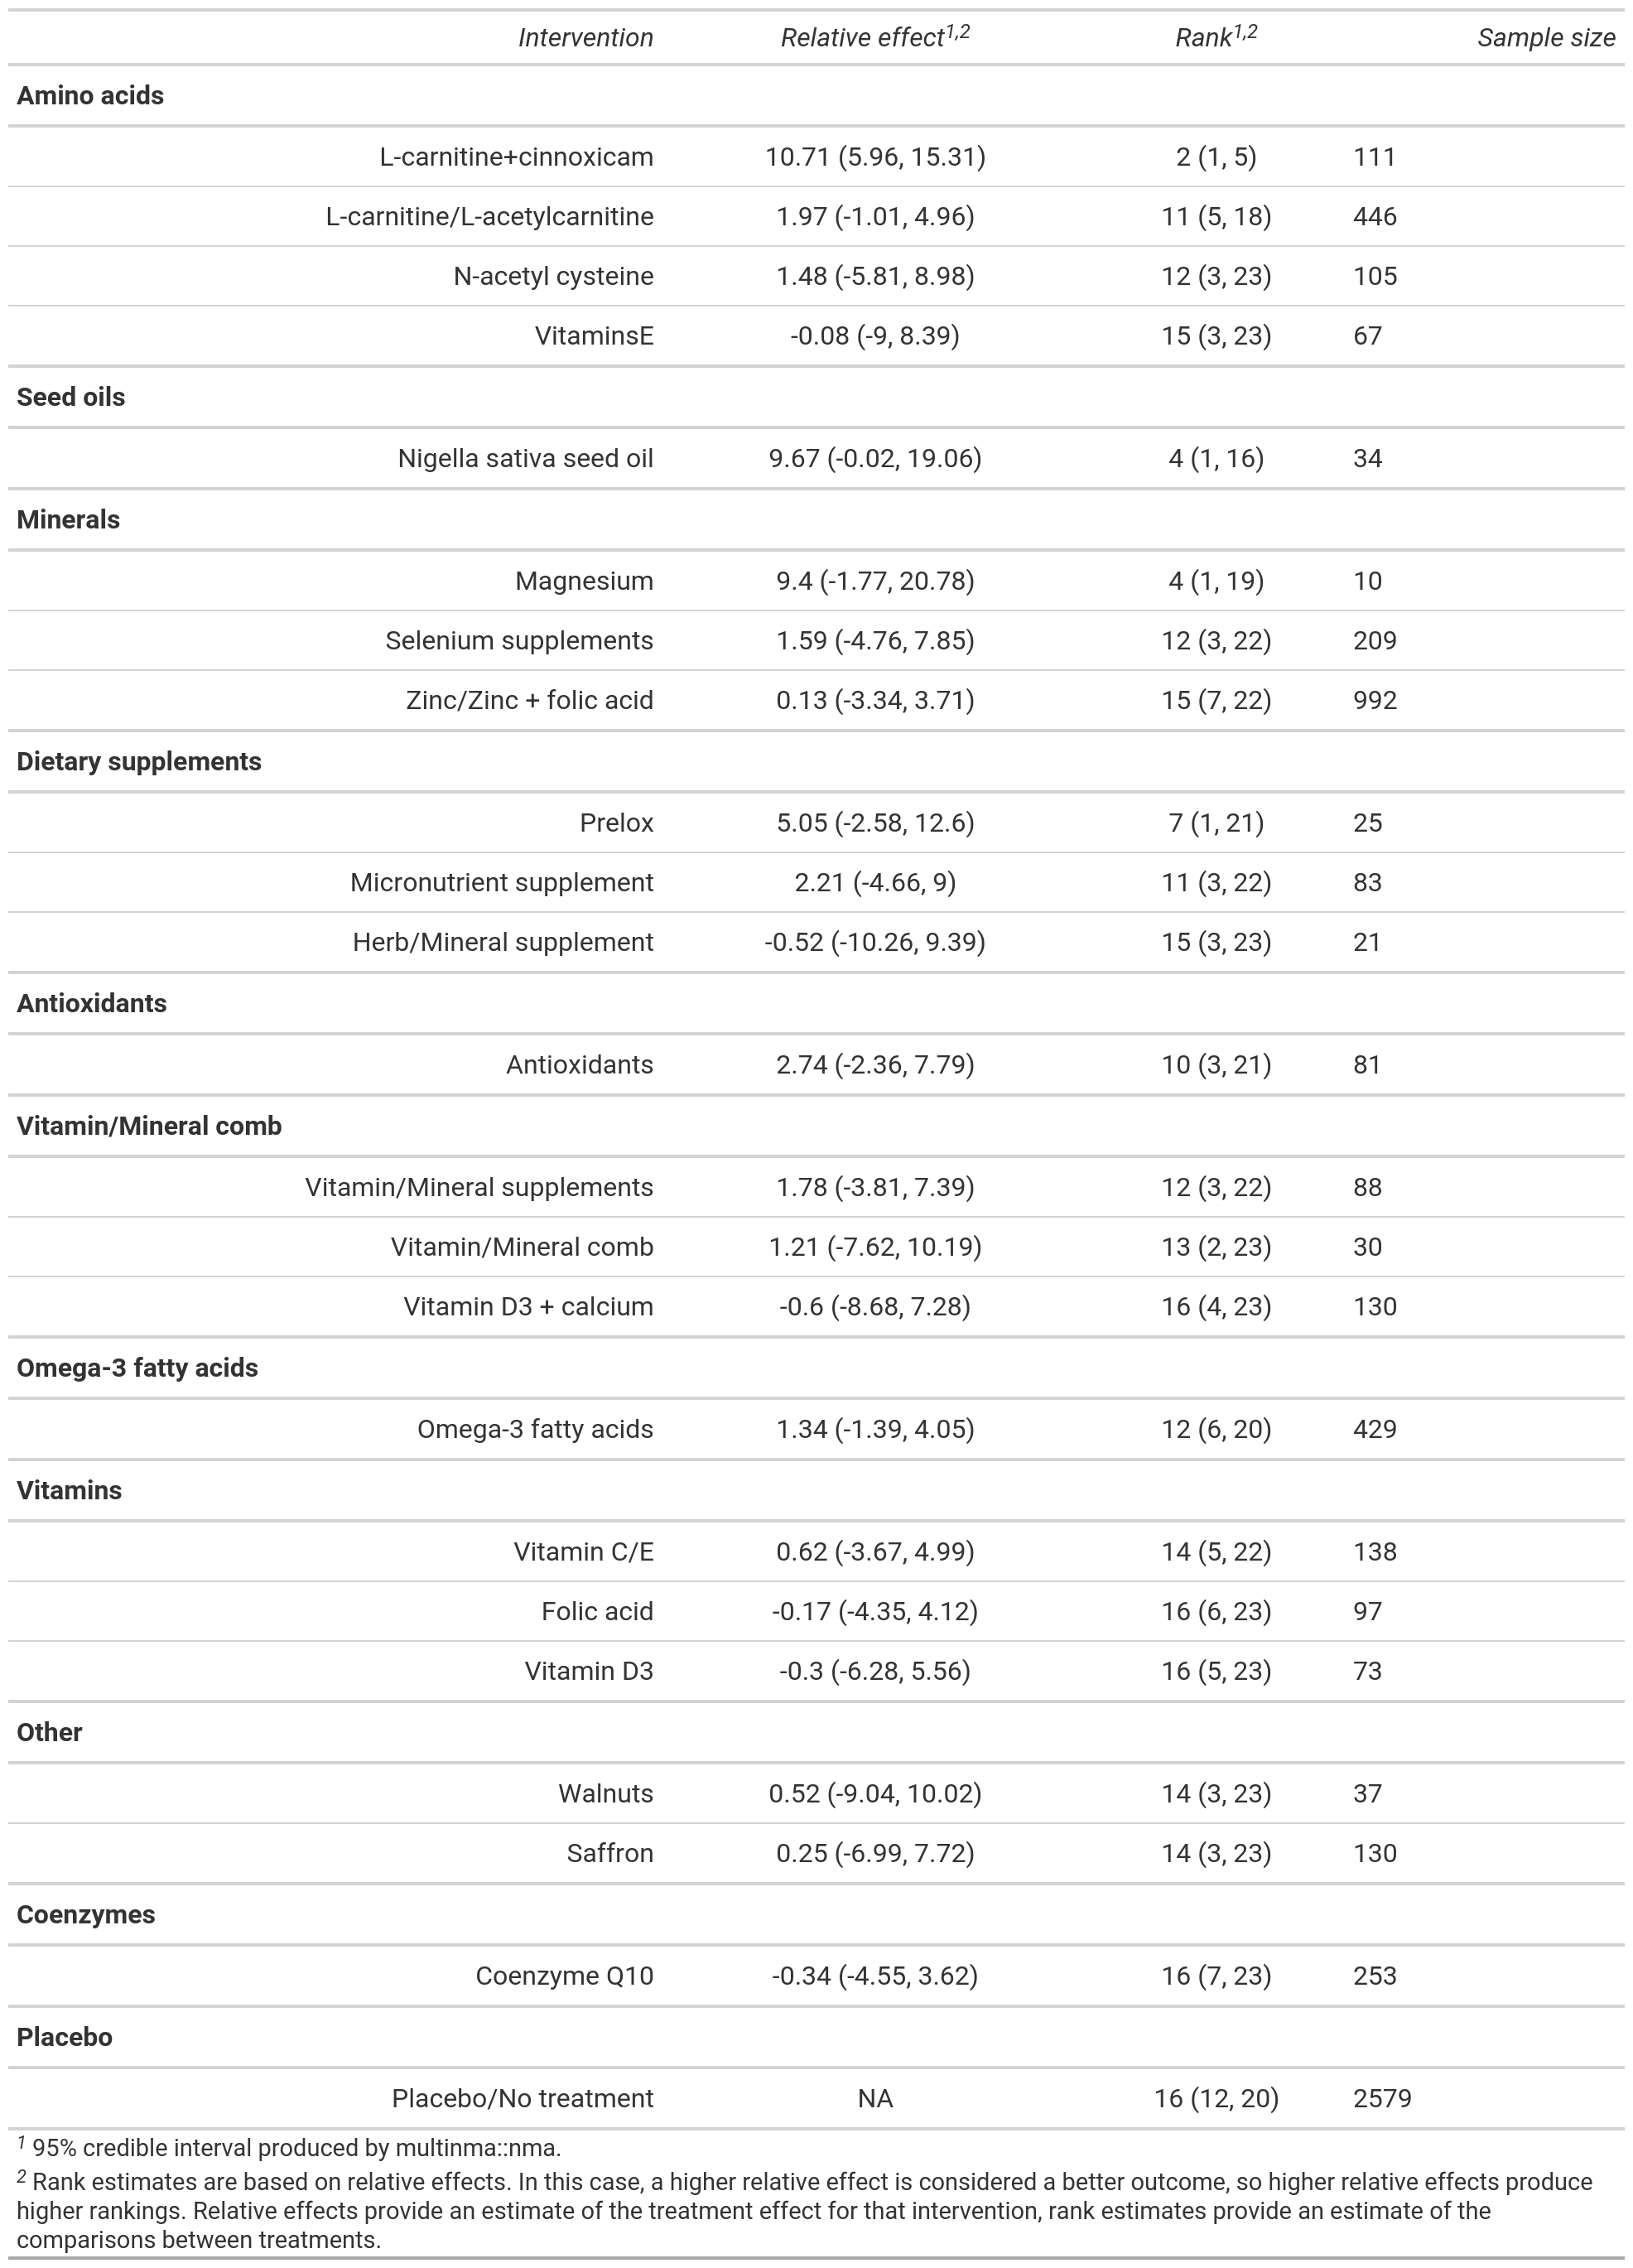 Intervention Relative effect1,2 Rank1,2 Sample size
Amino acids
L-carnitine+cinnoxicam 10.71 (5.96, 15.31) 2 (1, 5) 111
L-carnitine/L-acetylcarnitine 1.97 (-1.01, 4.96) 11 (5, 18) 446
N-acetyl cysteine 1.48 (-5.81, 8.98) 12 (3, 23) 105
VitaminsE -0.08 (-9, 8.39) 15 (3, 23) 67
Seed oils
Nigella sativa seed oil 9.67 (-0.02, 19.06) 4 (1, 16) 34
Minerals
Magnesium 9.4 (-1.77, 20.78) 4 (1, 19) 10
Selenium supplements 1.59 (-4.76, 7.85) 12 (3, 22) 209
Zinc/Zinc + folic acid 0.13 (-3.34, 3.71) 15 (7, 22) 992
Dietary supplements
Prelox 5.05 (-2.58, 12.6) 7 (1, 21) 25
Micronutrient supplement 2.21 (-4.66, 9) 11 (3, 22) 83
Herb/Mineral supplement -0.52 (-10.26, 9.39) 15 (3, 23) 21
Antioxidants
Antioxidants 2.74 (-2.36, 7.79) 10 (3, 21) 81
Vitamin/Mineral comb
Vitamin/Mineral supplements 1.78 (-3.81, 7.39) 12 (3, 22) 88
Vitamin/Mineral comb 1.21 (-7.62, 10.19) 13 (2, 23) 30
Vitamin D3 + calcium -0.6 (-8.68, 7.28) 16 (4, 23) 130
Omega-3 fatty acids
Omega-3 fatty acids 1.34 (-1.39, 4.05) 12 (6, 20) 429
Vitamins
Vitamin C/E 0.62 (-3.67, 4.99) 14 (5, 22) 138
Folic acid -0.17 (-4.35, 4.12) 16 (6, 23) 97
Vitamin D3 -0.3 (-6.28, 5.56) 16 (5, 23) 73
Other
Walnuts 0.52 (-9.04, 10.02) 14 (3, 23) 37
Saffron 0.25 (-6.99, 7.72) 14 (3, 23) 130
Coenzymes
Coenzyme Q10 -0.34 (-4.55, 3.62) 16 (7, 23) 253
Placebo
Placebo/No treatment NA 16 (12, 20) 2579
1 95% credible interval produced by multinma::nma.
2 Rank estimates are based on relative effects. In this case, a higher relative effect is considered a better outcome, so higher relative effects produce
higher rankings. Relative effects provide an estimate of the treatment effect for that intervention, rank estimates provide an estimate of the
comparisons between treatments.